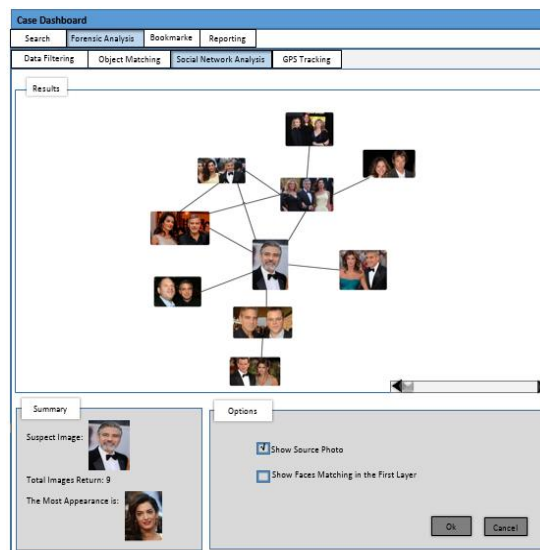 Case Dashboard
Search Forensic Analysis Bookmarke Reporting
Data Filtering Object Matching Social Network Analysis GPS Tracking
Results
Summary
Suspect Image:
Total Images Return: 9
The Most Appearance is:
Options
Show Source Photo
Show Faces Matching in the First Layer
Ok Cancel